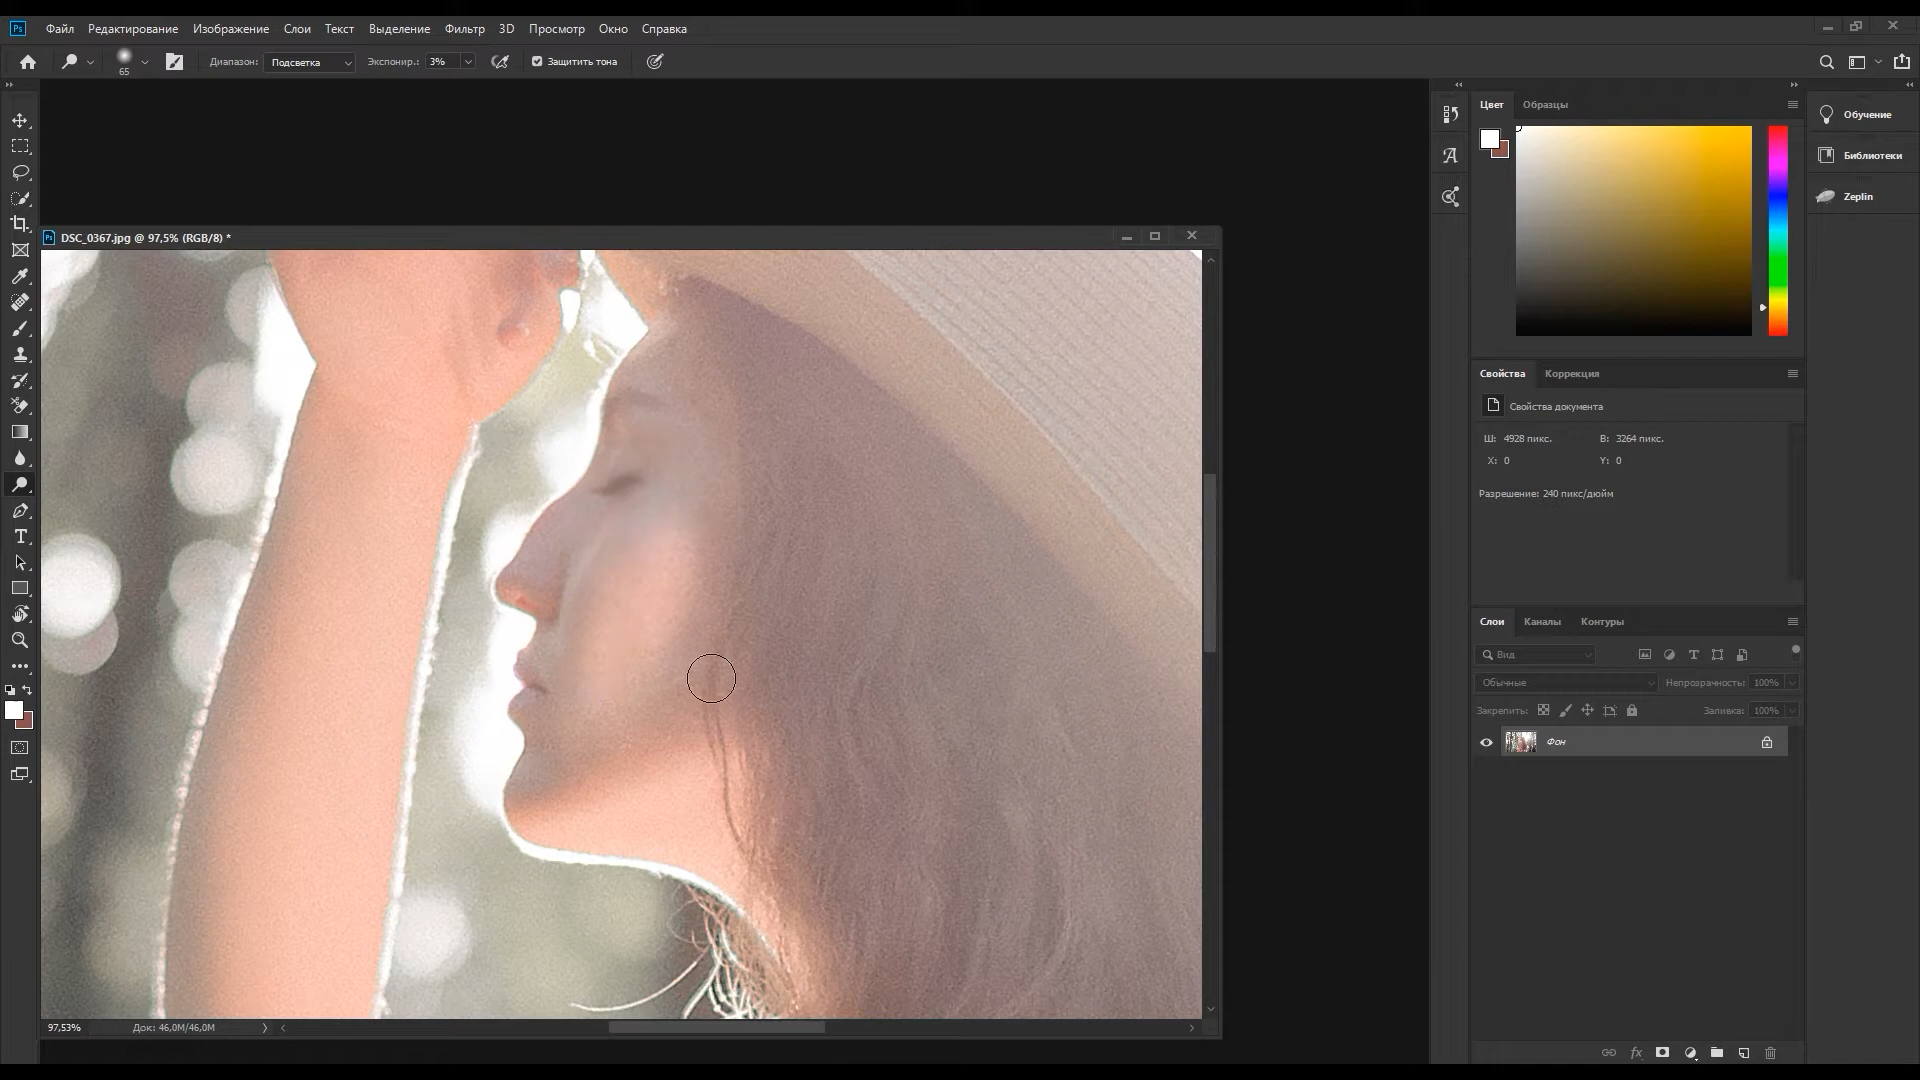 Ps Файл Редактирование Изображение Слои Текст Выделение Фильтр 3D Просмотр Окно Справка
65 Диапазон: Подсветка Экспонир.: 3% Защитить тона
DSC_0367.jpg @ 97,5% (RGB/8) *
97,53% Док: 46,0M/46,0M
Цвет Образцы
Свойства Коррекция
Свойства документа
Ш: 4928 пикс. В: 3264 пикс.
X: 0 Y: 0
Разрешение: 240 пикс/дюйм
Слои Каналы Контуры
Вид
Обычные Непрозрачность: 100%
Закрепить: Заливка: 100%
Фон
fx
Обучение
Библиотеки
Zeplin